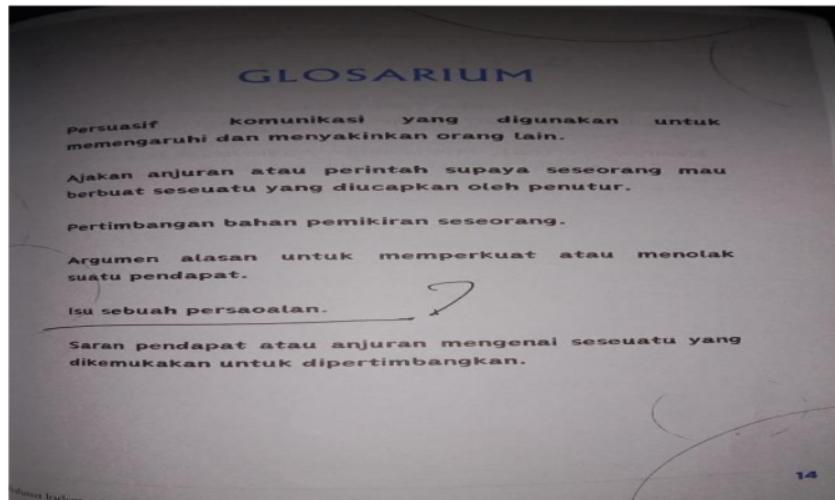 GLOSARIUM
Persuasif komunikasi yang digunakan untuk
memengaruhi dan menyakinkan orang lain.
Ajakan anjuran atau perintah supaya seseorang mau
berbuat seseuatu yang diucapkan oleh penutur.
Pertimbangan bahan pemikiran seseorang.
Argumen alasan untuk memperkuat atau menolak
suatu pendapat.
Isu sebuah persaoalan. ?
Saran pendapat atau anjuran mengenai seseuatu yang
dikemukakan untuk dipertimbangkan.
14